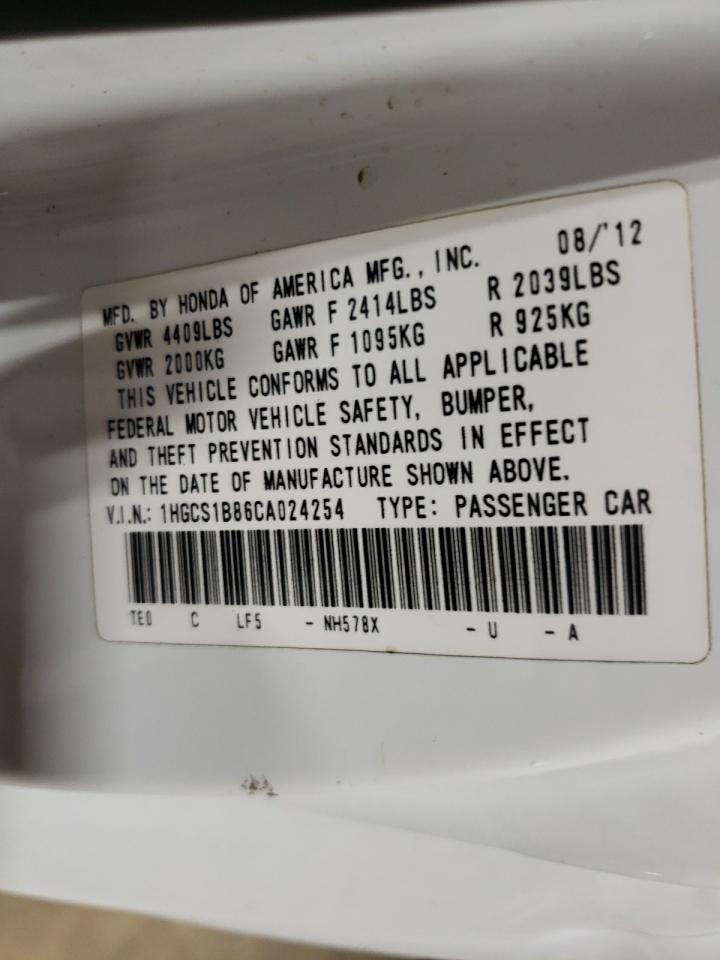 MFD. BY HONDA OF AMERICA MFG., INC. 08/'12
GVWR 4409LBS GAWR F 2414LBS R 2039LBS
GVWR 2000KG GAWR F 1095KG R 925KG
THIS VEHICLE CONFORMS TO ALL APPLICABLE
FEDERAL MOTOR VEHICLE SAFETY, BUMPER,
AND THEFT PREVENTION STANDARDS IN EFFECT
ON THE DATE OF MANUFACTURE SHOWN ABOVE.
V.I.N.: 1HGCS1B86CA024254 TYPE: PASSENGER CAR
TE0 C LF5 - NH578X - U - A